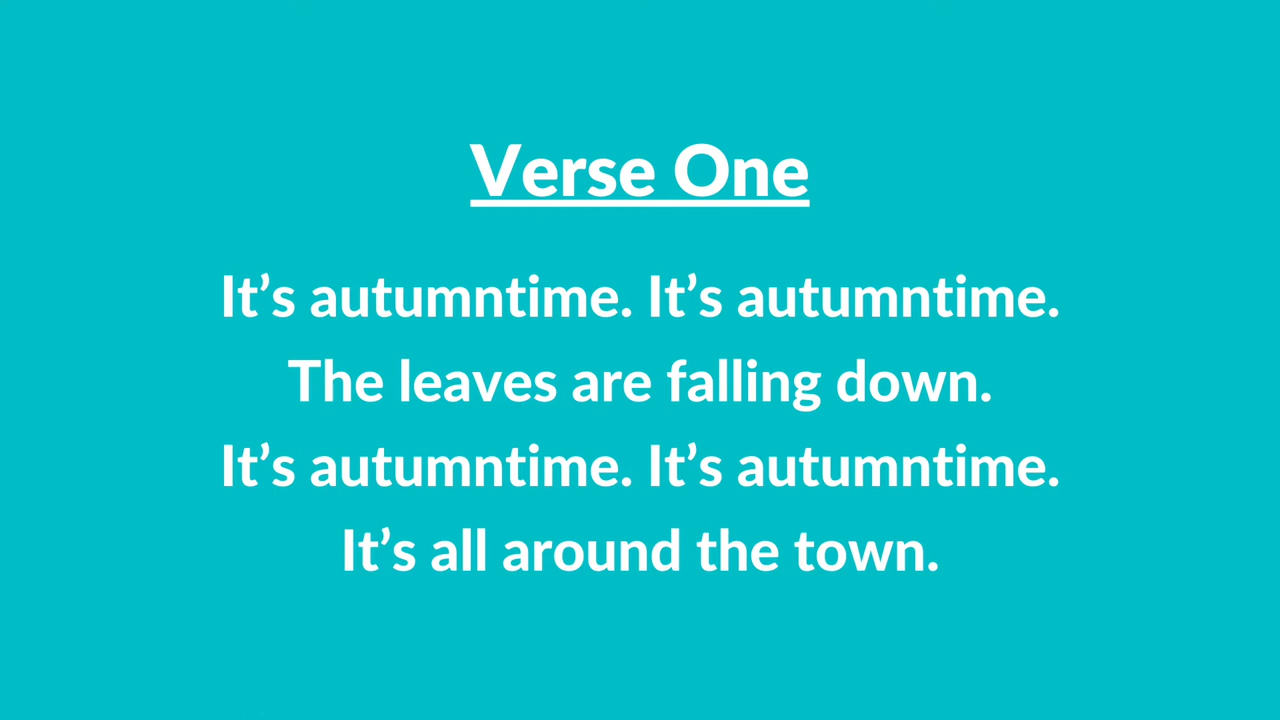 Verse One
It’s autumntime. It’s autumntime.
The leaves are falling down.
It’s autumntime. It’s autumntime.
It’s all around the town.